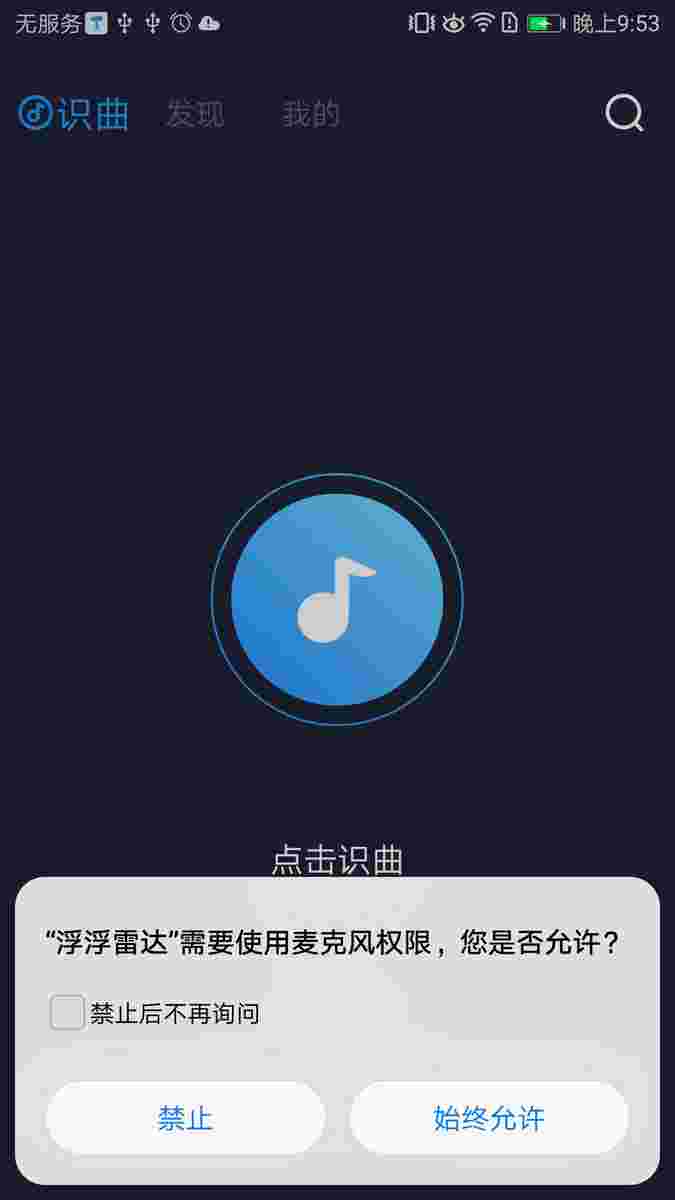 无服务 晚上9:53
识曲 发现 我的
点击识曲
“浮浮雷达”需要使用麦克风权限，您是否允许？
禁止后不再询问
禁止 始终允许